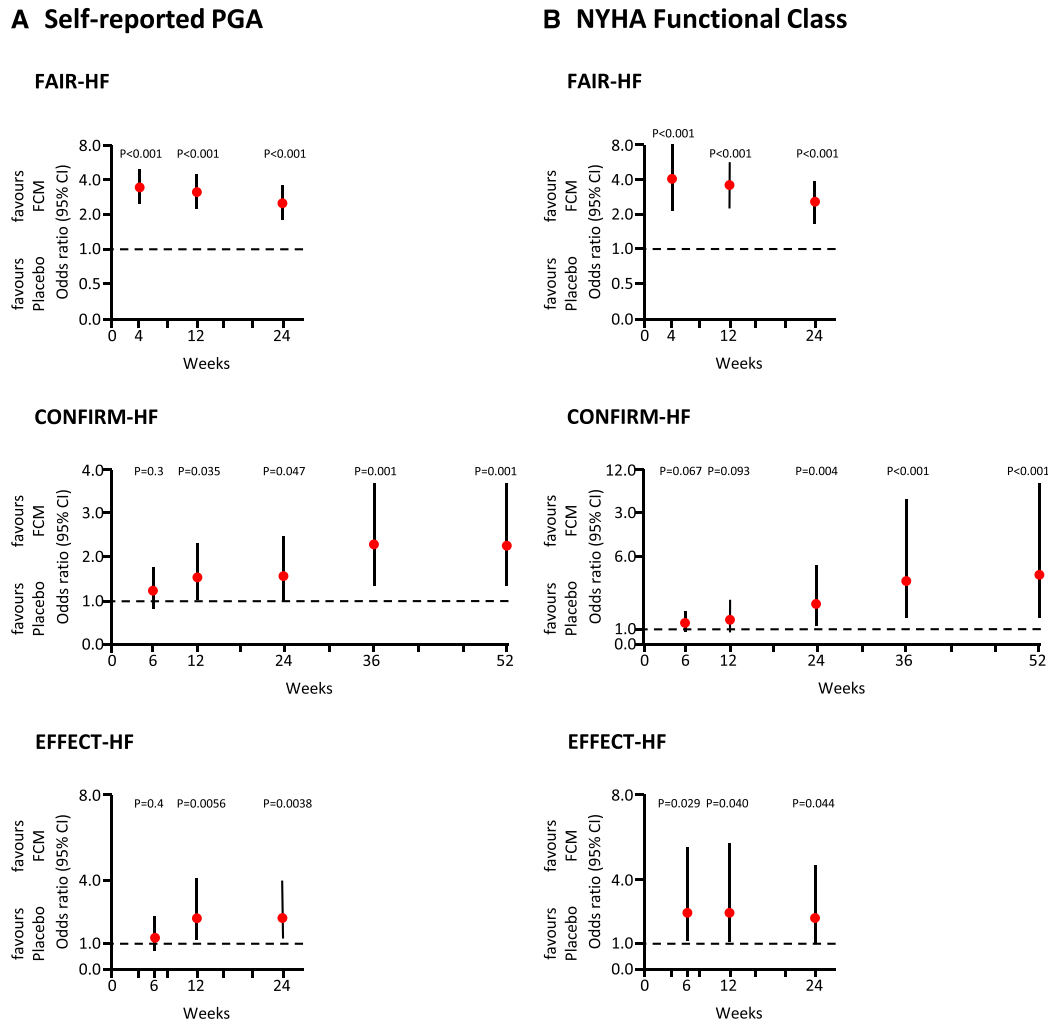 A Self-reported PGA
FAIR-HF
favours
FCM
favours
Placebo
Odds ratio (95% CI)
8.0
4.0
2.0
1.0
0.5
0.0
P<0.001 P<0.001 P<0.001
0 4 12 24
Weeks
CONFIRM-HF
favours
FCM
favours
Placebo
Odds ratio (95% CI)
4.0
3.0
2.0
1.0
0.0
P=0.3 P=0.035 P=0.047 P=0.001 P=0.001
0 6 12 24 36 52
Weeks
EFFECT-HF
favours
FCM
favours
Placebo
Odds ratio (95% CI)
8.0
4.0
1.0
0.0
P=0.4 P=0.0056 P=0.0038
0 6 12 24
Weeks
B NYHA Functional Class
FAIR-HF
favours
FCM
favours
Placebo
Odds ratio (95% CI)
8.0
4.0
2.0
1.0
0.5
0.0
P<0.001
P<0.001 P<0.001
0 4 12 24
Weeks
CONFIRM-HF
favours
FCM
favours
Placebo
Odds ratio (95% CI)
12.0
3.0
6.0
1.0
0.0
P=0.067 P=0.093 P=0.004 P<0.001 P<0.001
0 6 12 24 36 52
Weeks
EFFECT-HF
favours
FCM
favours
Placebo
Odds ratio (95% CI)
8.0
4.0
1.0
0.0
P=0.029 P=0.040 P=0.044
0 6 12 24
Weeks